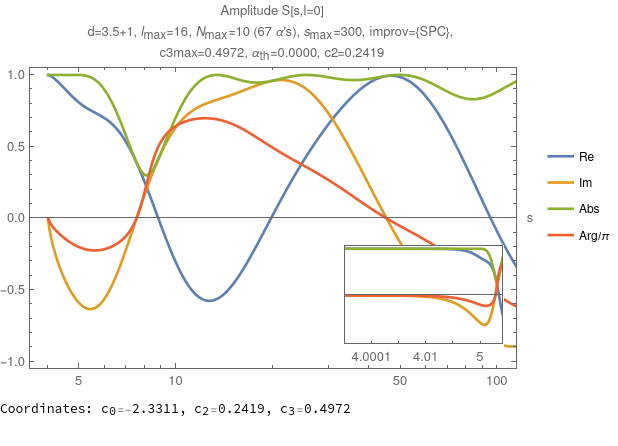 Amplitude S[s,l=0]
d=3.5+1, lmax=16, Nmax=10 (67 α's), smax=300, improv={SPC},
c3max=0.4972, αth=0.0000, c2=0.2419
1.0
0.5
0.0
−0.5
−1.0
5
10
50
100
s
Re
Im
Abs
Arg/π
4.0001
4.01
5
Coordinates: c0=−2.3311, c2=0.2419, c3=0.4972